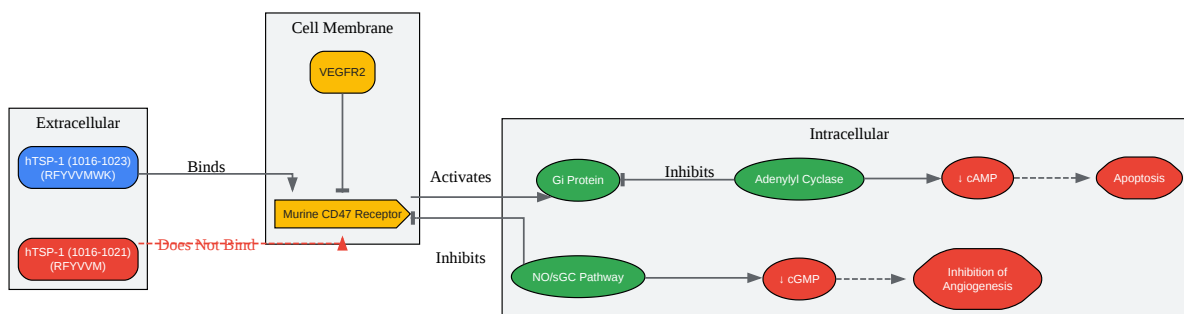 Cell Membrane
VEGFR2
Extracellular
hTSP-1 (1016-1023)
(RFYVVMWK)
Binds
Murine CD47 Receptor
hTSP-1 (1016-1021)
(RFYVVM)
Does Not Bind
Activates
Inhibits
Intracellular
Gi Protein
Inhibits
Adenylyl Cyclase
↓ cAMP
Apoptosis
NO/sGC Pathway
↓ cGMP
Inhibition of
Angiogenesis